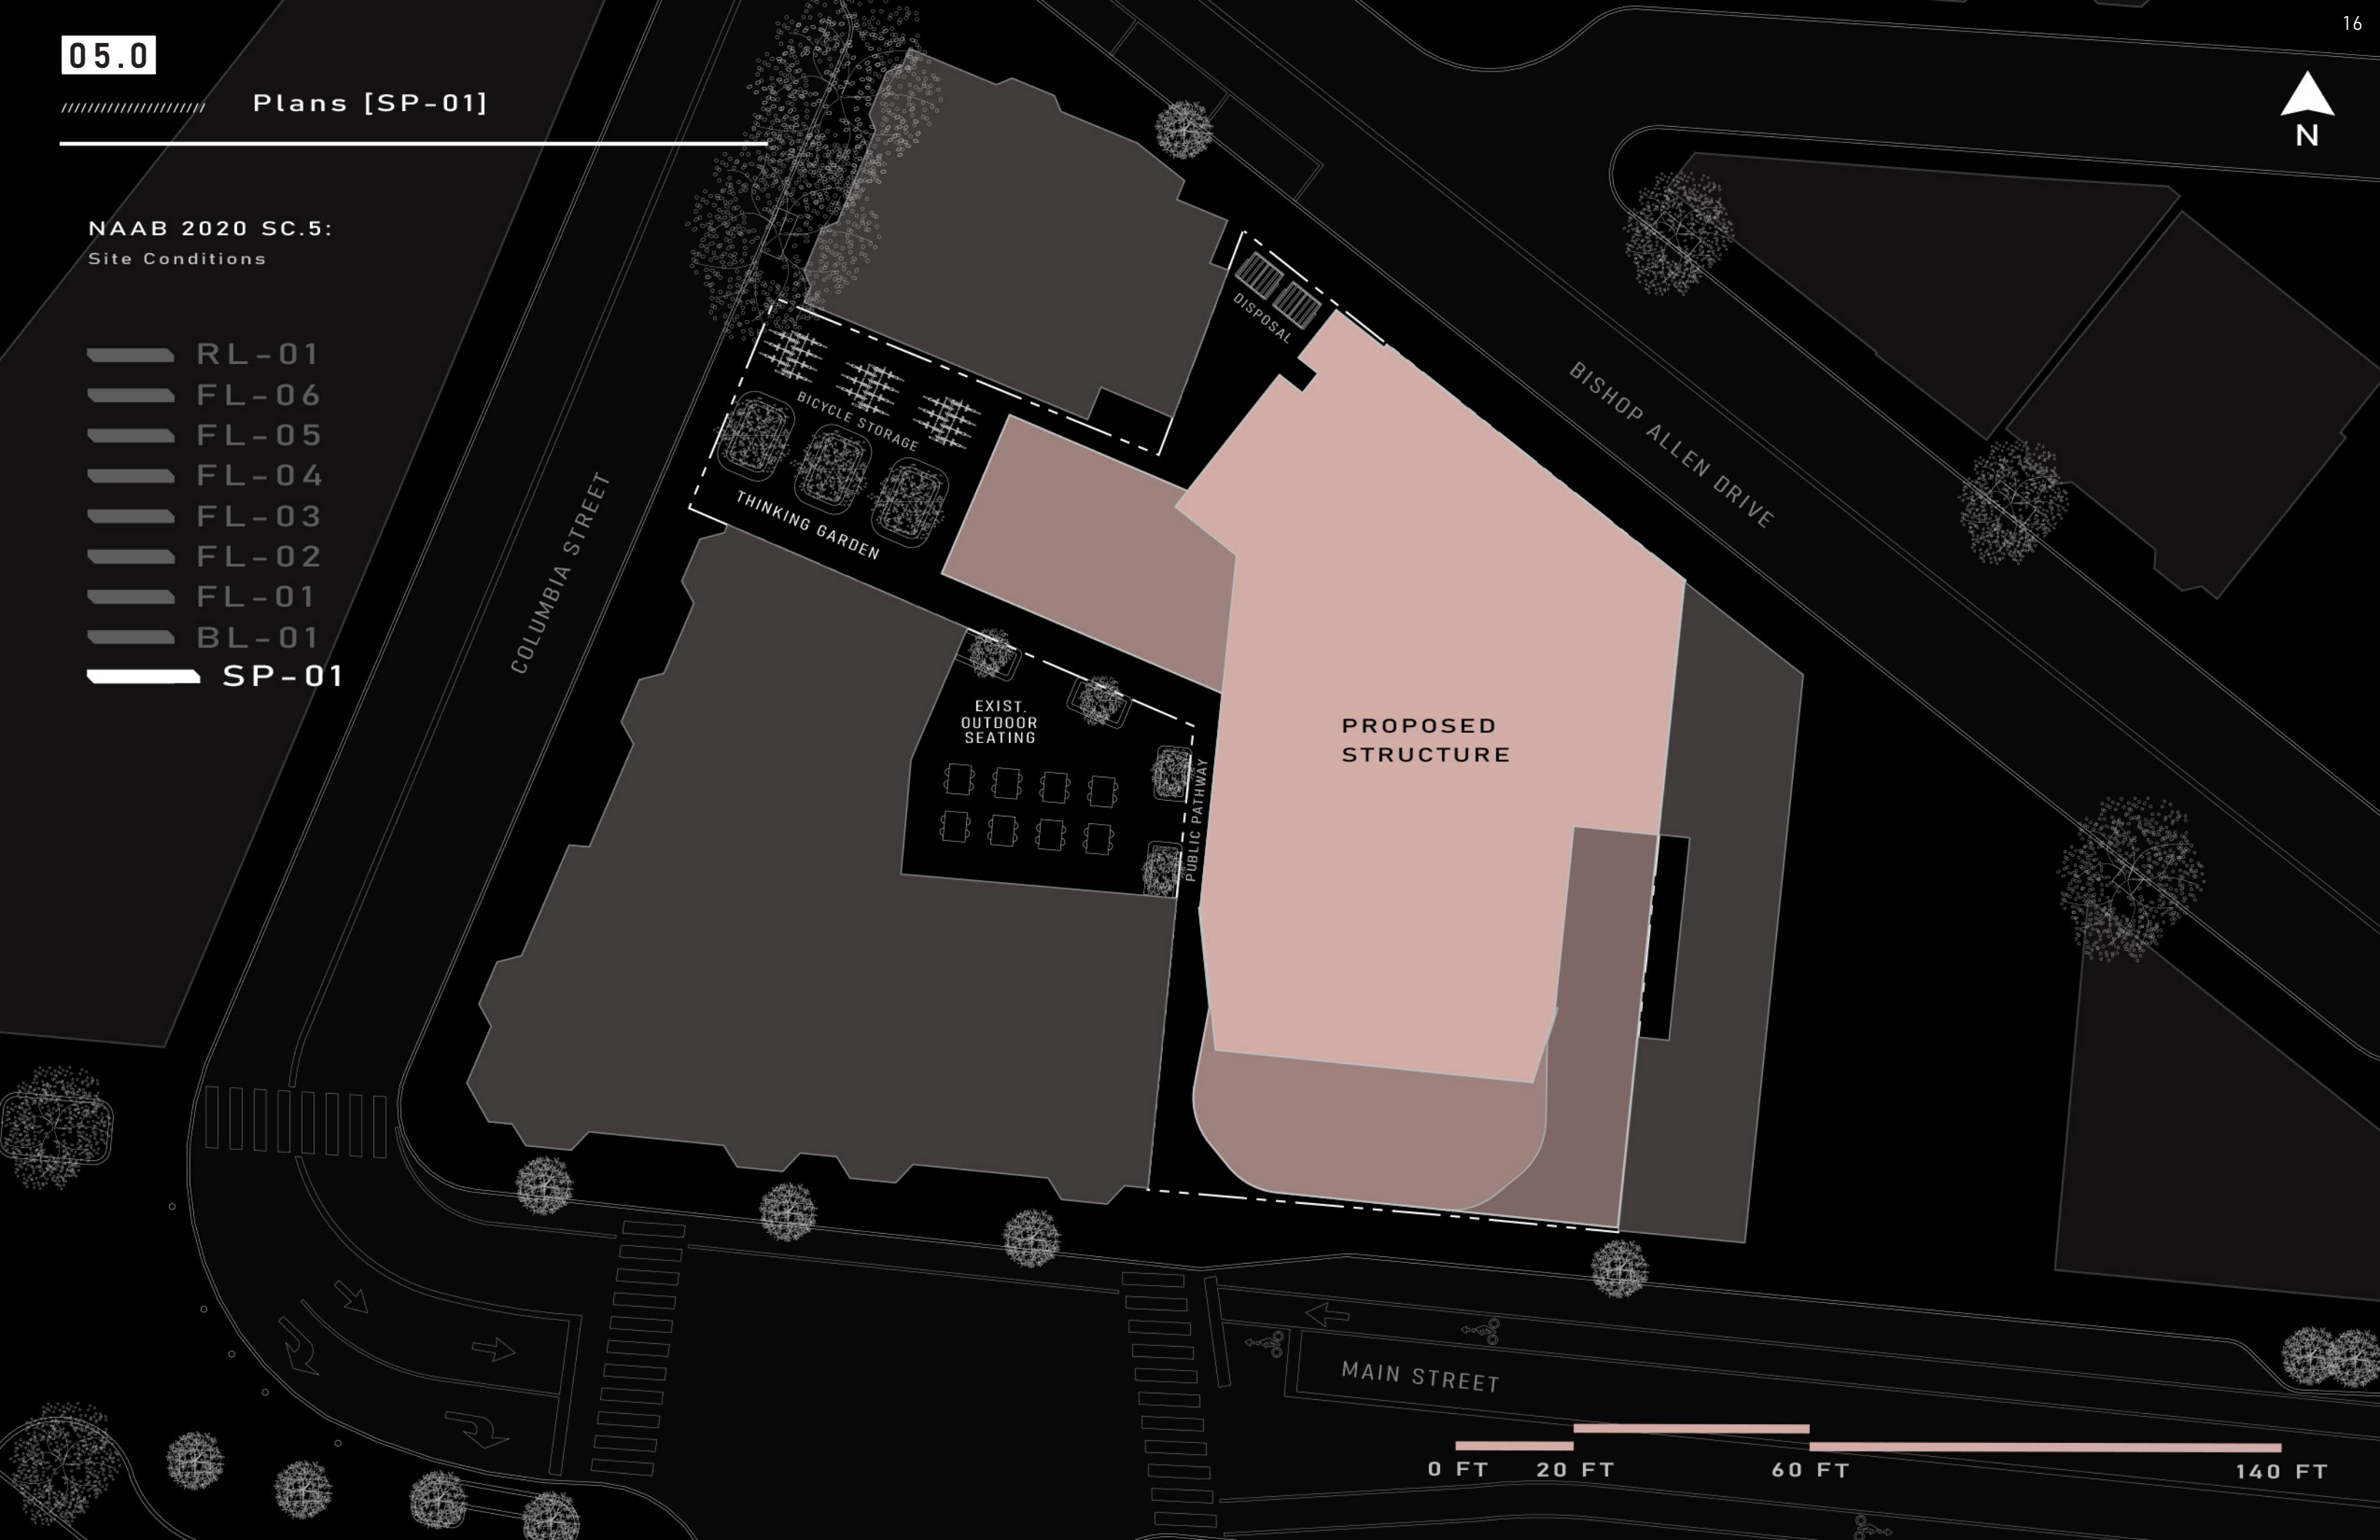 16
05.0
Plans [SP-01]
N
NAAB 2020 SC.5:
Site Conditions
RL-01
FL-06
FL-05
FL-04
FL-03
FL-02
FL-01
BL-01
SP-01
DISPOSAL
BICYCLE STORAGE
THINKING GARDEN
COLUMBIA STREET
BISHOP ALLEN DRIVE
EXIST.
OUTDOOR
SEATING
PUBLIC PATHWAY
PROPOSED
STRUCTURE
MAIN STREET
0 FT
20 FT
60 FT
140 FT